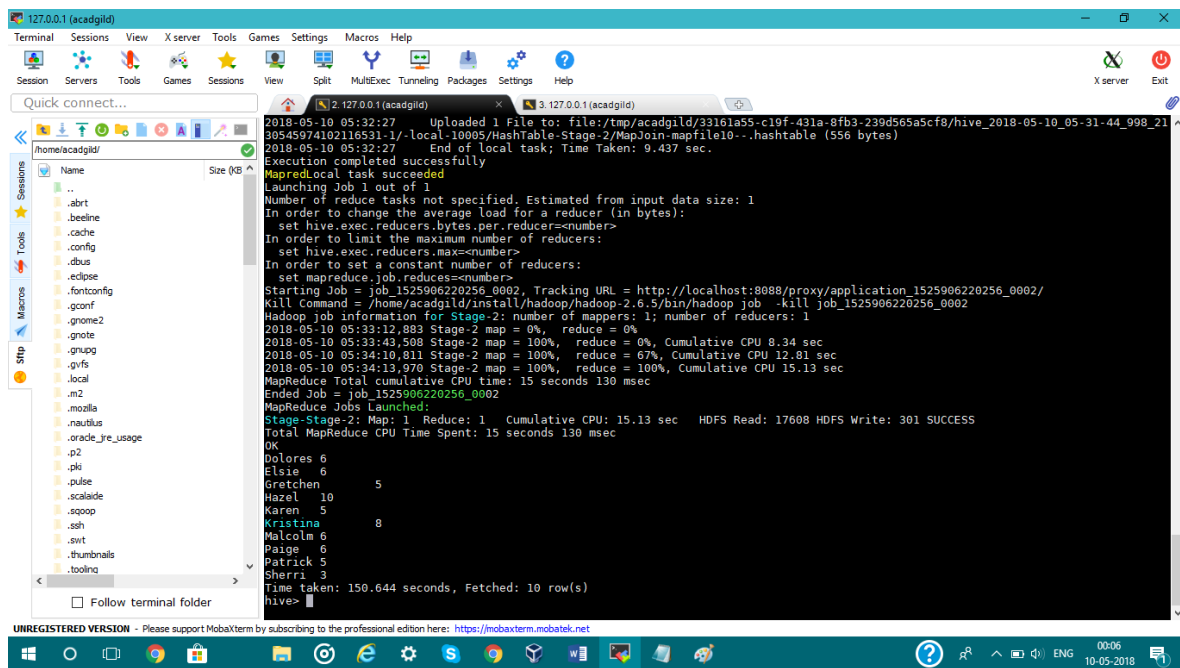 127.0.0.1 (acadgild)
Terminal Sessions View X server Tools Games Settings Macros Help
Session Servers Tools Games Sessions View Split MultiExec Tunneling Packages Settings Help X server Exit
Quick connect...
2. 127.0.0.1 (acadgild)
3. 127.0.0.1 (acadgild)
Sessions
Tools
Macros
Sftp
/home/acadgild/
Name Size (KB
..
.abrt
.beeline
.cache
.config
.dbus
.eclipse
.fontconfig
.gconf
.gnome2
.gnote
.gnupg
.gvfs
.local
.m2
.mozilla
.nautilus
.oracle_jre_usage
.p2
.pki
.pulse
.scalaide
.sqoop
.ssh
.swt
.thumbnails
.tooling
Follow terminal folder
2018-05-10 05:32:27 Uploaded 1 File to: file:/tmp/acadgild/33161a55-c19f-431a-8fb3-239d565a5cf8/hive_2018-05-10_05-31-44_998_21
30545974102116531-1/-local-10005/HashTable-Stage-2/MapJoin-mapfile10--.hashtable (556 bytes)
2018-05-10 05:32:27 End of local task; Time Taken: 9.437 sec.
Execution completed successfully
MapredLocal task succeeded
Launching Job 1 out of 1
Number of reduce tasks not specified. Estimated from input data size: 1
In order to change the average load for a reducer (in bytes):
set hive.exec.reducers.bytes.per.reducer=<number>
In order to limit the maximum number of reducers:
set hive.exec.reducers.max=<number>
In order to set a constant number of reducers:
set mapreduce.job.reduces=<number>
Starting Job = job_1525906220256_0002, Tracking URL = http://localhost:8088/proxy/application_1525906220256_0002/
Kill Command = /home/acadgild/install/hadoop/hadoop-2.6.5/bin/hadoop job -kill job_1525906220256_0002
Hadoop job information for Stage-2: number of mappers: 1; number of reducers: 1
2018-05-10 05:33:12,883 Stage-2 map = 0%, reduce = 0%
2018-05-10 05:33:43,508 Stage-2 map = 100%, reduce = 0%, Cumulative CPU 8.34 sec
2018-05-10 05:34:10,811 Stage-2 map = 100%, reduce = 67%, Cumulative CPU 12.81 sec
2018-05-10 05:34:13,970 Stage-2 map = 100%, reduce = 100%, Cumulative CPU 15.13 sec
MapReduce Total cumulative CPU time: 15 seconds 130 msec
Ended Job = job_1525906220256_0002
MapReduce Jobs Launched:
Stage-Stage-2: Map: 1 Reduce: 1 Cumulative CPU: 15.13 sec HDFS Read: 17608 HDFS Write: 301 SUCCESS
Total MapReduce CPU Time Spent: 15 seconds 130 msec
OK
Dolores 6
Elsie 6
Gretchen 5
Hazel 10
Karen 5
Kristina 8
Malcolm 6
Paige 6
Patrick 5
Sherri 3
Time taken: 150.644 seconds, Fetched: 10 row(s)
hive>
UNREGISTERED VERSION - Please support MobaXterm by subscribing to the professional edition here: https://mobaxterm.mobatek.net
ENG
00:06
10-05-2018